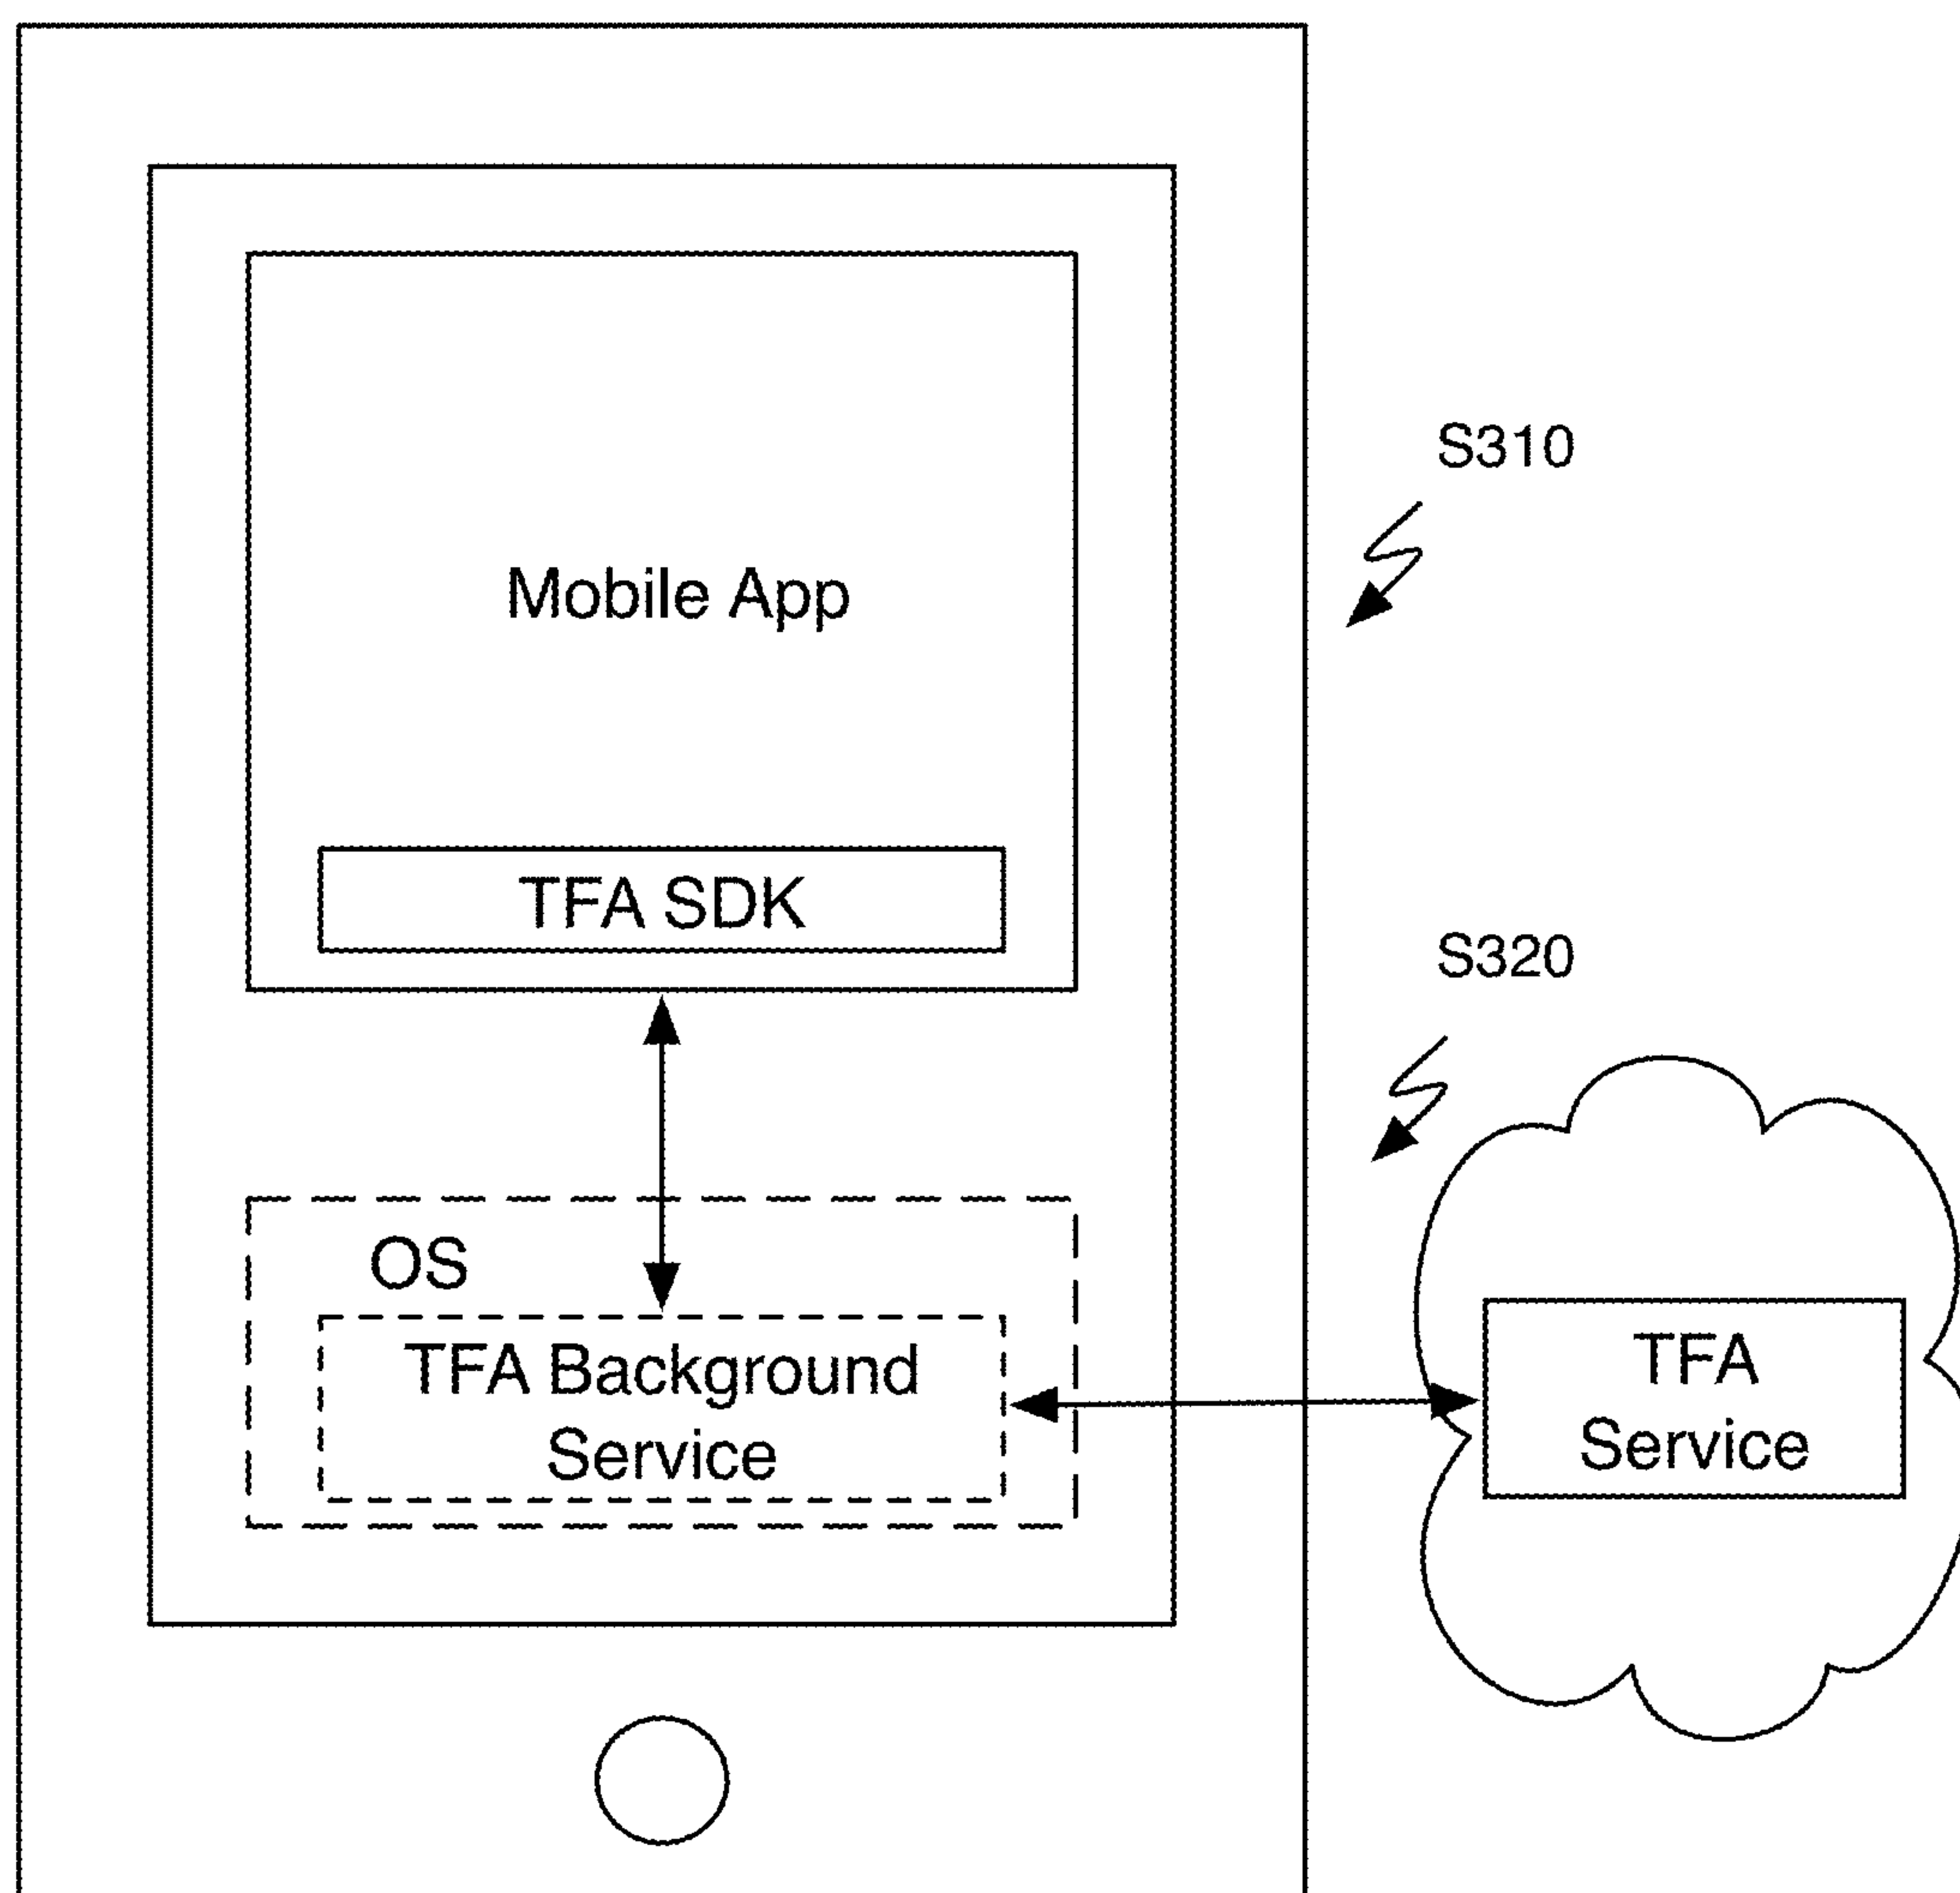 S310
Mobile App
TFA SDK
S320
OS
TFA Background
Service
TFA
Service